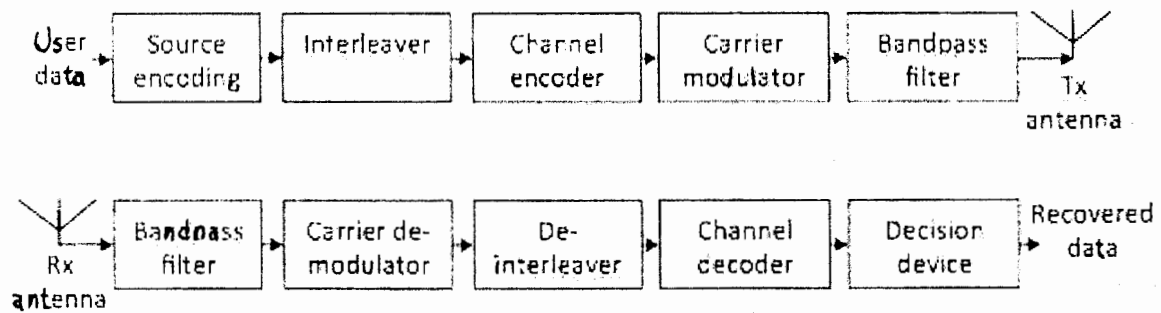 User
data
Source
encoding
Interleaver
Channel
encoder
Carrier
modulator
Bandpass
filter
Tx
antenna
Rx
antenna
Bandpass
filter
Carrier de-
modulator
De-
interleaver
Channel
decoder
Decision
device
Recovered
data